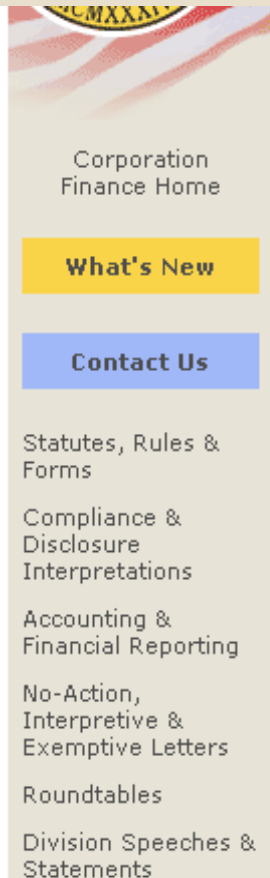 MCMXXXIV
Corporation
Finance Home
What's New
Contact Us
Statutes, Rules &
Forms
Compliance &
Disclosure
Interpretations
Accounting &
Financial Reporting
No-Action,
Interpretive &
Exemptive Letters
Roundtables
Division Speeches &
Statements